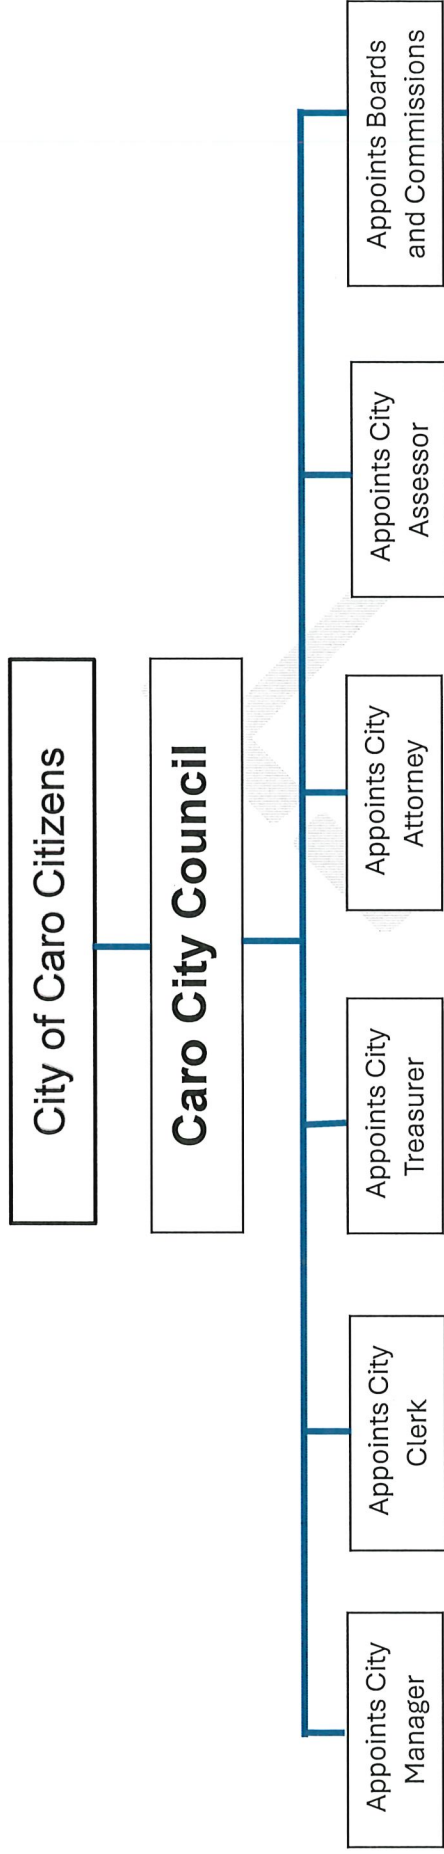 City of Caro Citizens
Caro City Council
Appoints City
Manager
Appoints City
Clerk
Appoints City
Treasurer
Appoints City
Attorney
Appoints City
Assessor
Appoints Boards
and Commissions